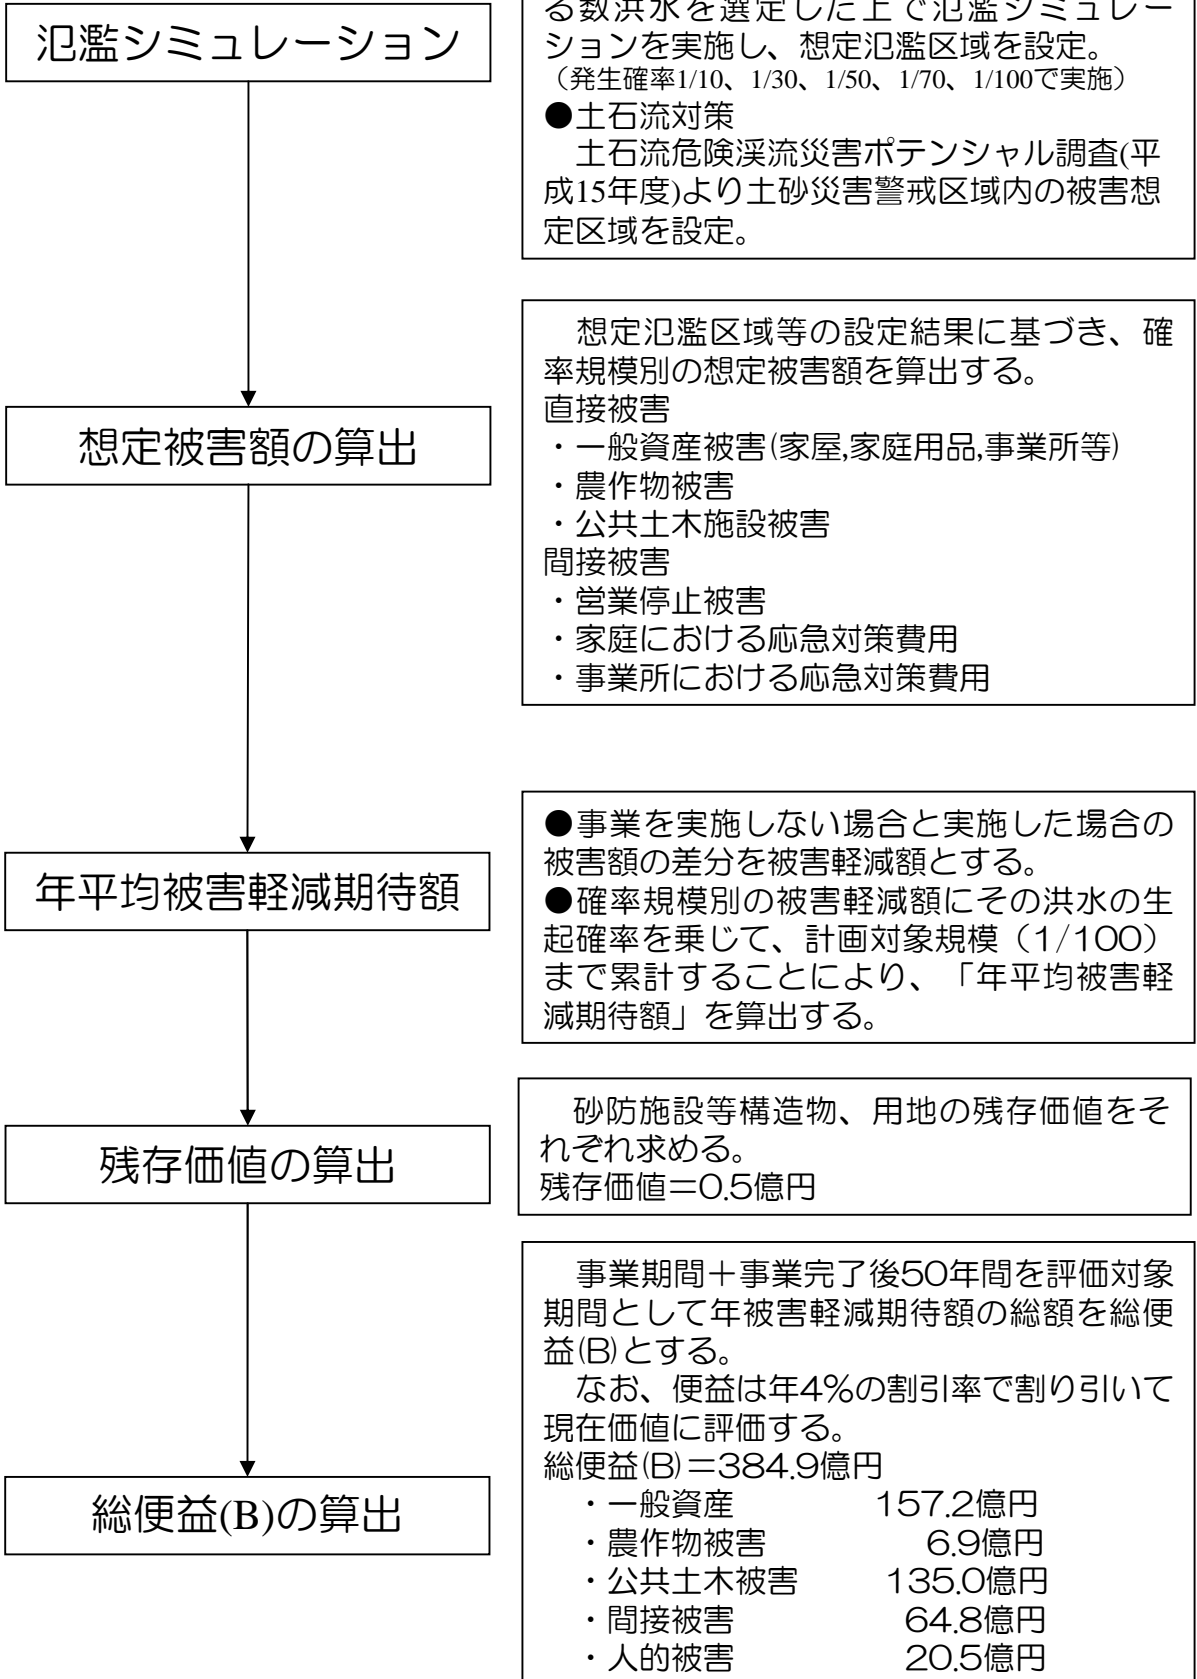 氾濫シミュレーション
る数洪水を選定した上で氾濫シミュレー
ションを実施し、想定氾濫区域を設定。
（発生確率1/10、1/30、1/50、1/70、1/100で実施）
●土石流対策
土石流危険渓流災害ポテンシャル調査(平
成15年度)より土砂災害警戒区域内の被害想
定区域を設定。
想定被害額の算出
想定氾濫区域等の設定結果に基づき、確
率規模別の想定被害額を算出する。
直接被害
・一般資産被害(家屋,家庭用品,事業所等)
・農作物被害
・公共土木施設被害
間接被害
・営業停止被害
・家庭における応急対策費用
・事業所における応急対策費用
年平均被害軽減期待額
●事業を実施しない場合と実施した場合の
被害額の差分を被害軽減額とする。
●確率規模別の被害軽減額にその洪水の生
起確率を乗じて、計画対象規模（1/100）
まで累計することにより、「年平均被害軽
減期待額」を算出する。
残存価値の算出
砂防施設等構造物、用地の残存価値をそ
れぞれ求める。
残存価値＝0.5億円
総便益(B)の算出
事業期間＋事業完了後50年間を評価対象
期間として年被害軽減期待額の総額を総便
益(B)とする。
なお、便益は年4％の割引率で割り引いて
現在価値に評価する。
総便益(B)＝384.9億円
・一般資産 157.2億円
・農作物被害 6.9億円
・公共土木被害 135.0億円
・間接被害 64.8億円
・人的被害 20.5億円